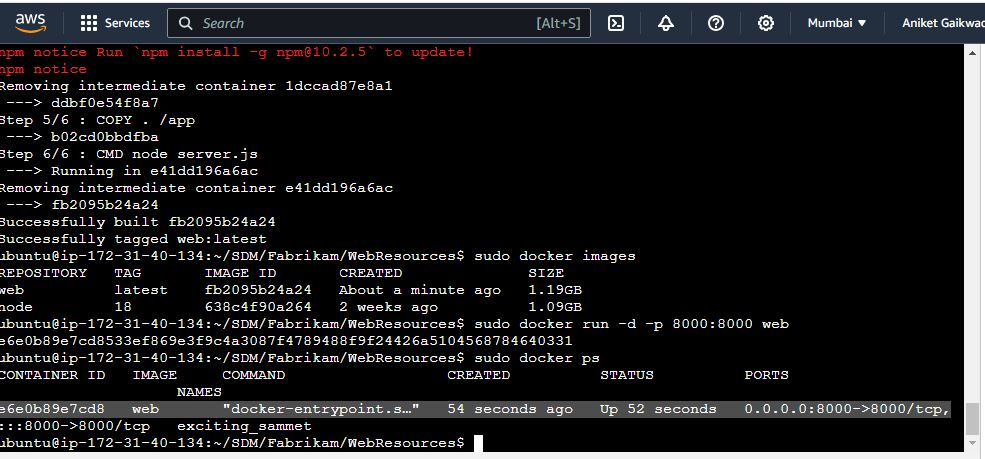 aws Services Search [Alt+S] Mumbai Aniket Gaikwad
npm notice Run `npm install -g npm@10.2.5` to update!
npm notice
Removing intermediate container 1dccad87e8a1
---> ddbf0e54f8a7
Step 5/6 : COPY . /app
---> b02cd0bbdfba
Step 6/6 : CMD node server.js
---> Running in e41dd196a6ac
Removing intermediate container e41dd196a6ac
---> fb2095b24a24
Successfully built fb2095b24a24
Successfully tagged web:latest
ubuntu@ip-172-31-40-134:~/SDM/Fabrikam/WebResources$ sudo docker images
REPOSITORY TAG IMAGE ID CREATED SIZE
web latest fb2095b24a24 About a minute ago 1.19GB
node 18 638c4f90a264 2 weeks ago 1.09GB
ubuntu@ip-172-31-40-134:~/SDM/Fabrikam/WebResources$ sudo docker run -d -p 8000:8000 web
e6e0b89e7cd8533ef869e3f9c4a3087f4789488f9f24426a5104568784640331
ubuntu@ip-172-31-40-134:~/SDM/Fabrikam/WebResources$ sudo docker ps
CONTAINER ID IMAGE COMMAND CREATED STATUS PORTS
NAMES
e6e0b89e7cd8 web "docker-entrypoint.s…" 54 seconds ago Up 52 seconds 0.0.0.0:8000->8000/tcp,
:::8000->8000/tcp exciting_sammet
ubuntu@ip-172-31-40-134:~/SDM/Fabrikam/WebResources$